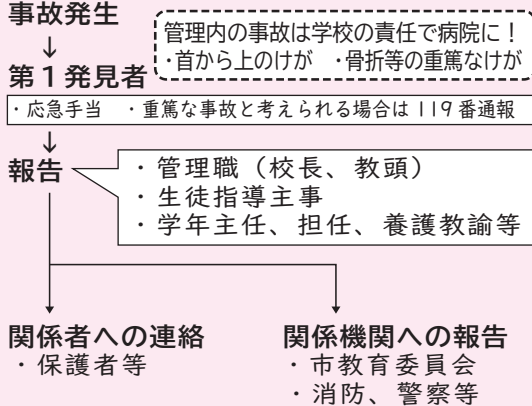 事故発生
管理内の事故は学校の責任で病院に！
・首から上のけが ・骨折等の重篤なけが
↓
第1発見者
・応急手当 ・重篤な事故と考えられる場合は119番通報
↓
報告
・管理職（校長、教頭）
・生徒指導主事
・学年主任、担任、養護教諭等
関係者への連絡
・保護者等
関係機関への報告
・市教育委員会
・消防、警察等